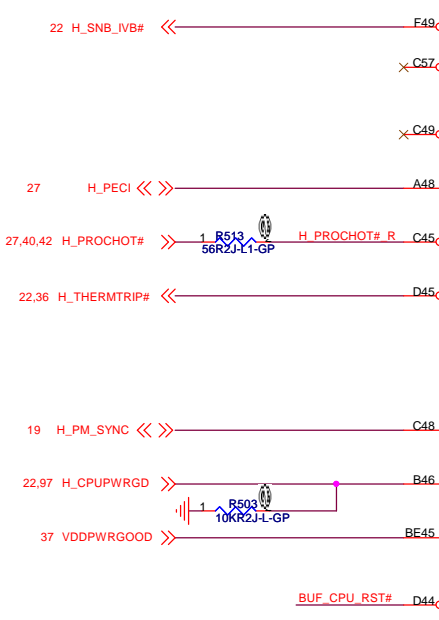 22 H_SNB_IVB# F49
C57
C49
27 H_PECI A48
27,40,42 H_PROCHOT# 1 R513 H_PROCHOT#_R C45
56R2J-L1-GP
22,36 H_THERMTRIP# D45
19 H_PM_SYNC C48
22,97 H_CPUPWRGD B46
1 R503
10KR2J-L-GP
37 VDDPWRGOOD BE45
BUF_CPU_RST# D44